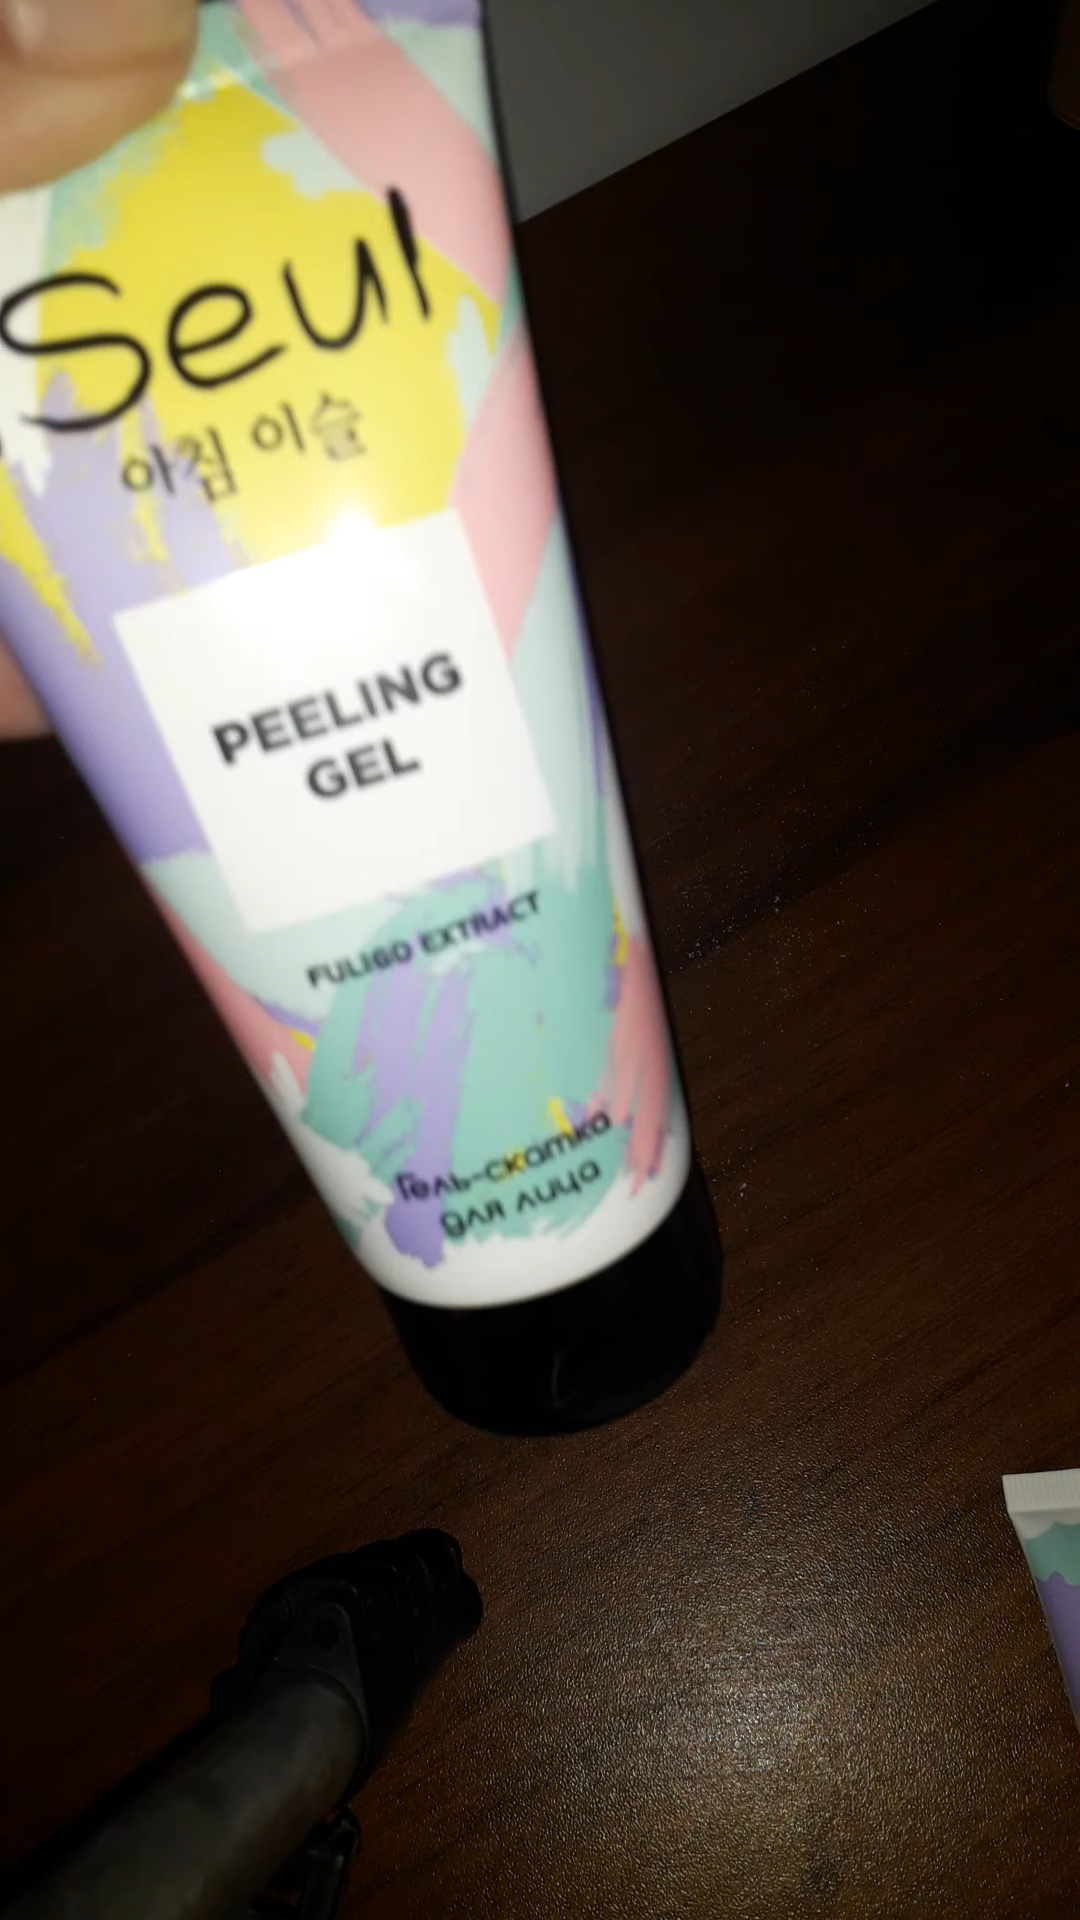 Seul
아침 이슬
PEELING
GEL
FULIGO EXTRACT
Гель-скатка
для лица